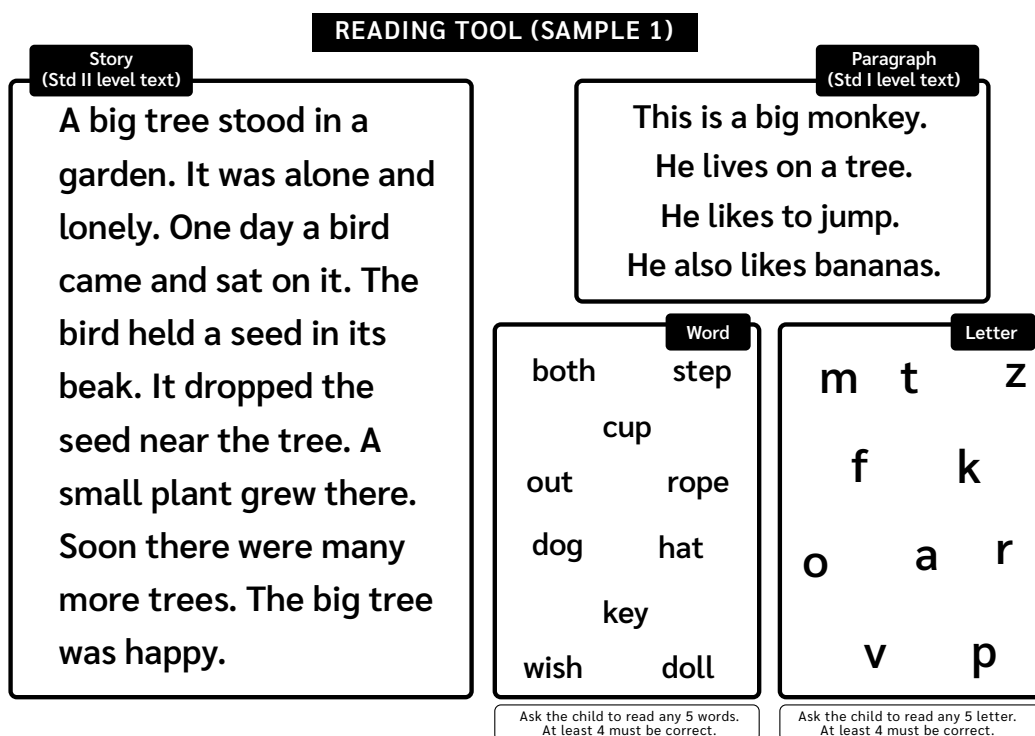 READING TOOL (SAMPLE 1)
Story
(Std II level text)
A big tree stood in a
garden. It was alone and
lonely. One day a bird
came and sat on it. The
bird held a seed in its
beak. It dropped the
seed near the tree. A
small plant grew there.
Soon there were many
more trees. The big tree
was happy.
Paragraph
(Std I level text)
This is a big monkey.
He lives on a tree.
He likes to jump.
He also likes bananas.
Word
both step
cup
out rope
dog hat
key
wish doll
Ask the child to read any 5 words.
At least 4 must be correct.
Letter
m t z
f k
o a r
v p
Ask the child to read any 5 letter.
At least 4 must be correct.